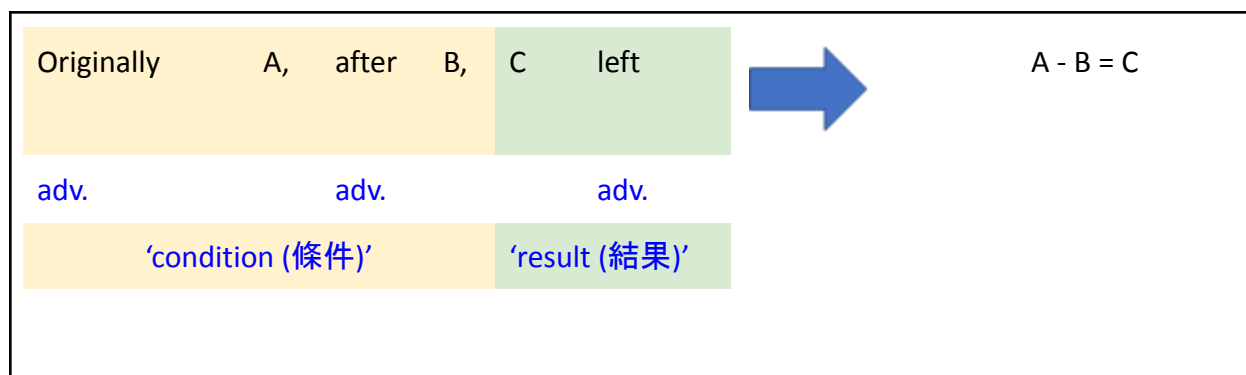 Originally A, after B, C left A - B = C
adv. adv. adv.
‘condition (條件)’ ‘result (結果)’